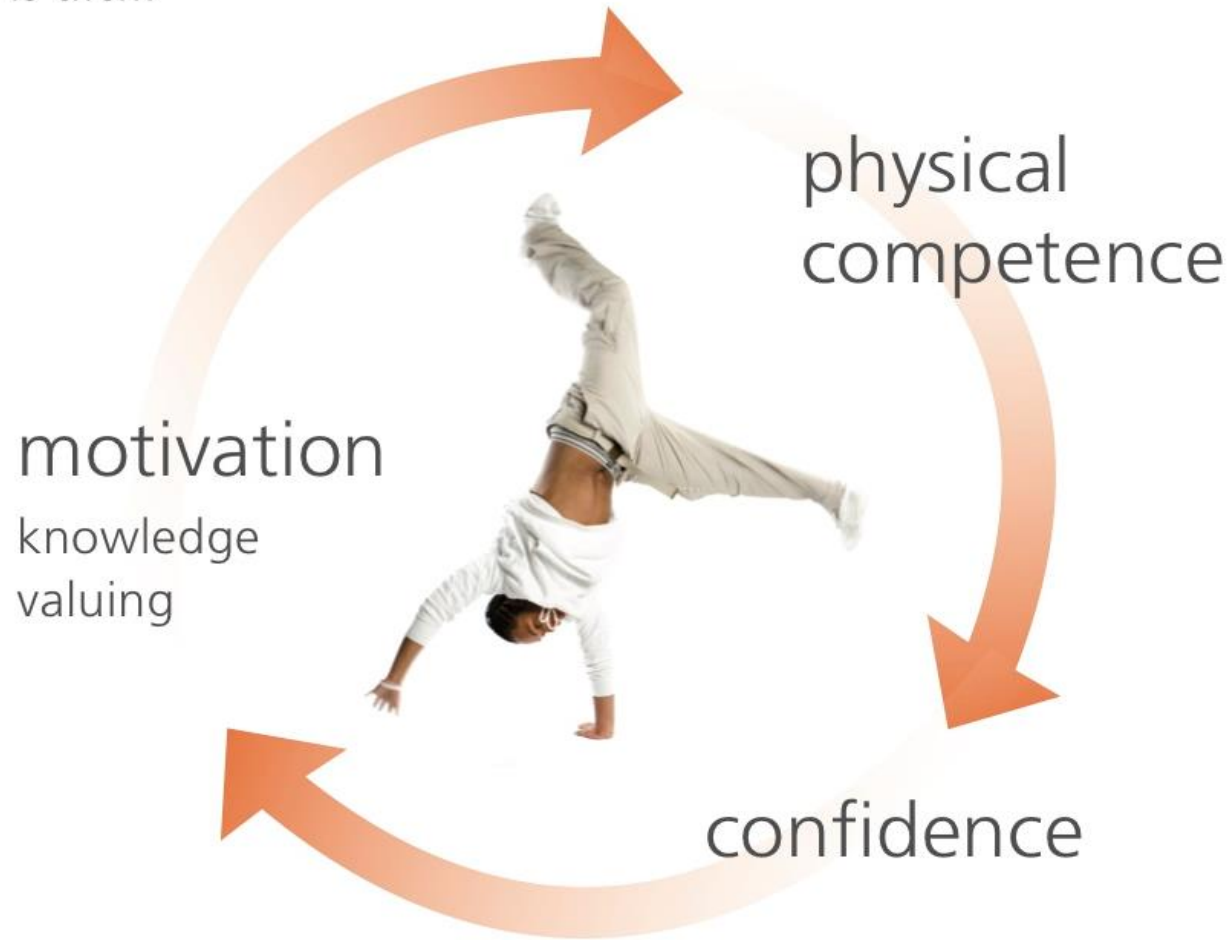 physical
competence
motivation
knowledge
valuing
confidence